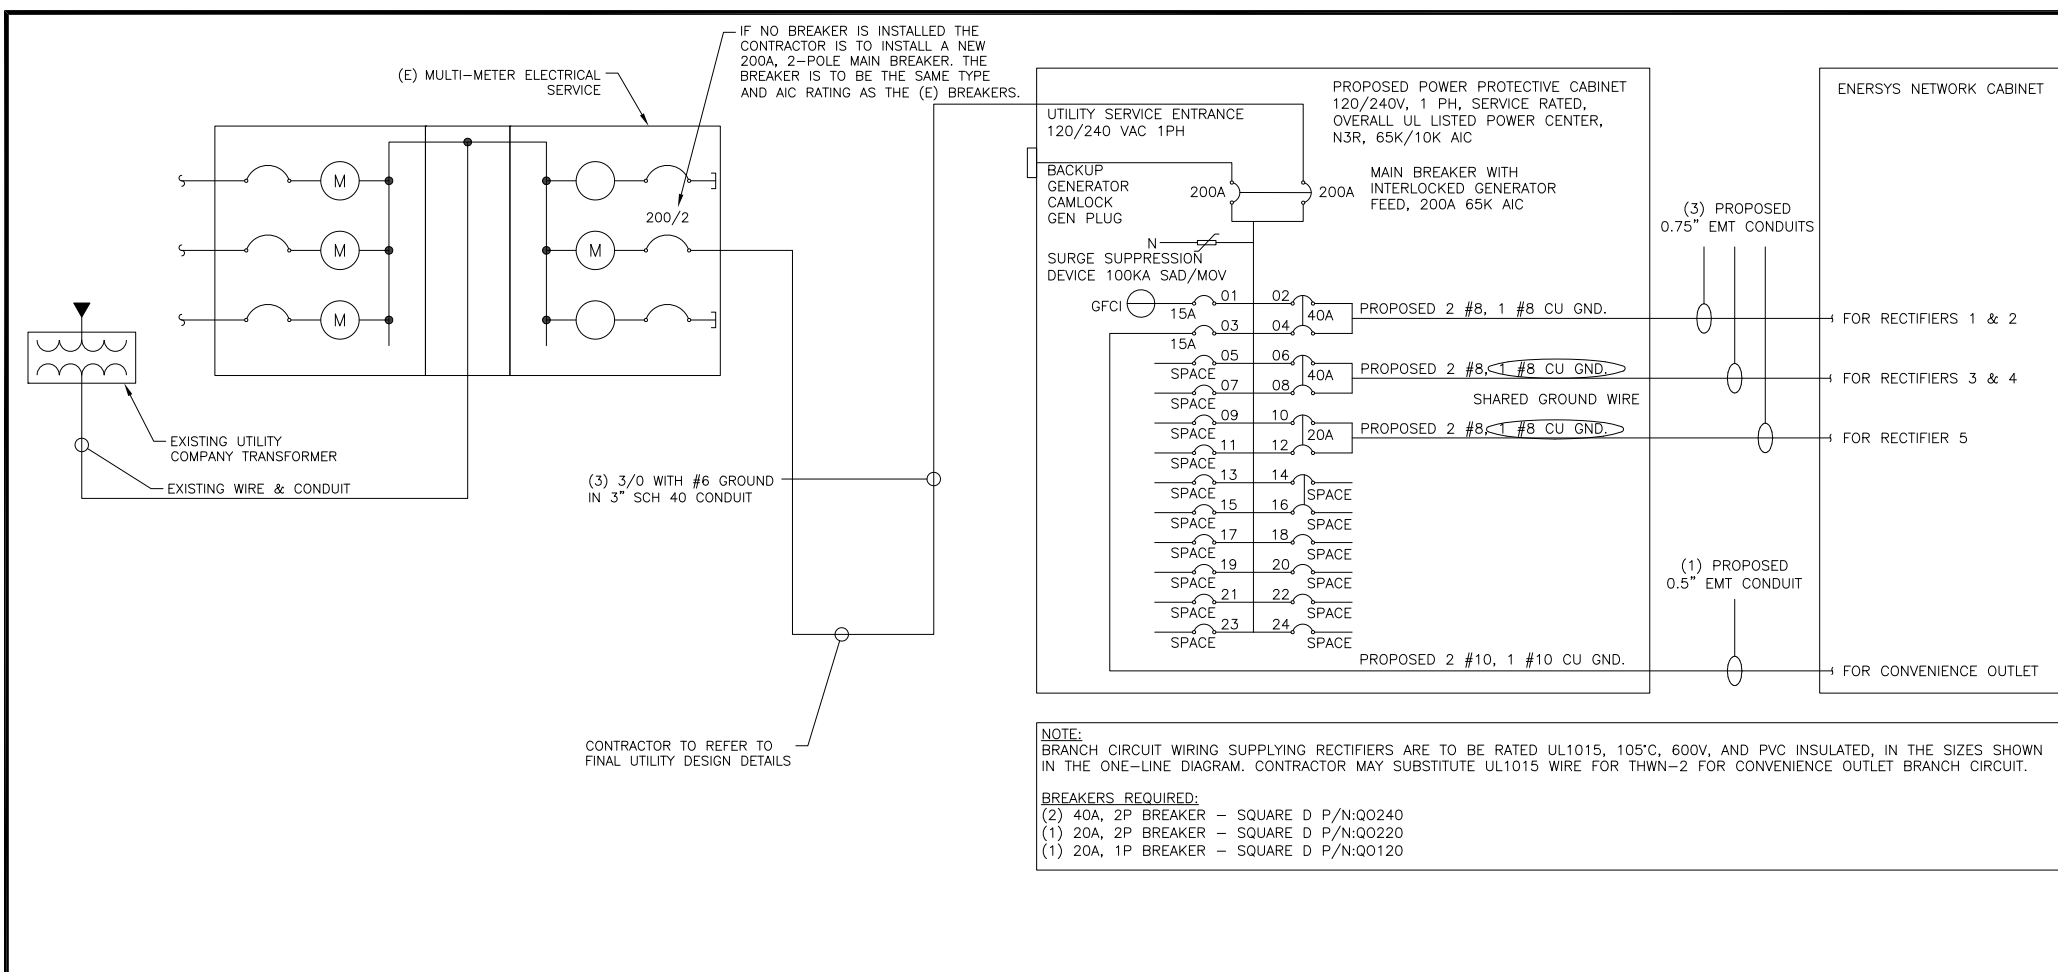 IF NO BREAKER IS INSTALLED THE
CONTRACTOR IS TO INSTALL A NEW
200A, 2-POLE MAIN BREAKER. THE
BREAKER IS TO BE THE SAME TYPE
AND AIC RATING AS THE (E) BREAKERS.
(E) MULTI-METER ELECTRICAL
SERVICE
M
M
M
M
200/2
EXISTING UTILITY
COMPANY TRANSFORMER
EXISTING WIRE & CONDUIT
(3) 3/0 WITH #6 GROUND
IN 3" SCH 40 CONDUIT
CONTRACTOR TO REFER TO
FINAL UTILITY DESIGN DETAILS
UTILITY SERVICE ENTRANCE
120/240 VAC 1PH
PROPOSED POWER PROTECTIVE CABINET
120/240V, 1 PH, SERVICE RATED,
OVERALL UL LISTED POWER CENTER,
N3R, 65K/10K AIC
BACKUP
GENERATOR
CAMLOCK
GEN PLUG
200A
200A
MAIN BREAKER WITH
INTERLOCKED GENERATOR
FEED, 200A 65K AIC
N
SURGE SUPPRESSION
DEVICE 100KA SAD/MOV
GFCI
15A
01 02
40A
PROPOSED 2 #8, 1 #8 CU GND.
15A
03 04
SPACE
05 06
40A
PROPOSED 2 #8, 1 #8 CU GND.
SPACE
07 08
SHARED GROUND WIRE
SPACE
09 10
20A
PROPOSED 2 #8, 1 #8 CU GND.
SPACE
11 12
SPACE
13 14
SPACE
SPACE
15 16
SPACE
SPACE
17 18
SPACE
SPACE
19 20
SPACE
SPACE
21 22
SPACE
SPACE
23 24
SPACE
PROPOSED 2 #10, 1 #10 CU GND.
(3) PROPOSED
0.75" EMT CONDUITS
(1) PROPOSED
0.5" EMT CONDUIT
ENERSYS NETWORK CABINET
FOR RECTIFIERS 1 & 2
FOR RECTIFIERS 3 & 4
FOR RECTIFIER 5
FOR CONVENIENCE OUTLET
NOTE:
BRANCH CIRCUIT WIRING SUPPLYING RECTIFIERS ARE TO BE RATED UL1015, 105°C, 600V, AND PVC INSULATED, IN THE SIZES SHOWN
IN THE ONE-LINE DIAGRAM. CONTRACTOR MAY SUBSTITUTE UL1015 WIRE FOR THWN-2 FOR CONVENIENCE OUTLET BRANCH CIRCUIT.
BREAKERS REQUIRED:
(2) 40A, 2P BREAKER - SQUARE D P/N:QO240
(1) 20A, 2P BREAKER - SQUARE D P/N:QO220
(1) 20A, 1P BREAKER - SQUARE D P/N:QO120